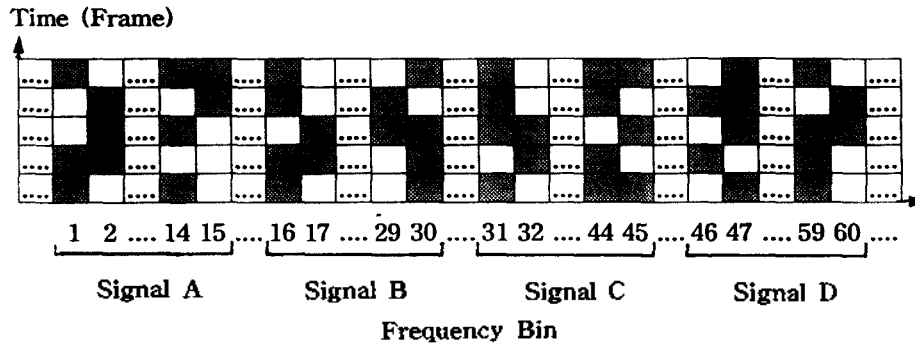 Time (Frame)
.... .... .... .... .... .... .... .... ....
.... .... .... .... .... .... .... .... ....
.... .... .... .... .... .... .... .... ....
.... .... .... .... .... .... .... .... ....
.... .... .... .... .... .... .... .... ....
1 2 .... 14 15 .... 16 17 .... 29 30 .... 31 32 .... 44 45 .... 46 47 .... 59 60 ....
Signal A Signal B Signal C Signal D
Frequency Bin